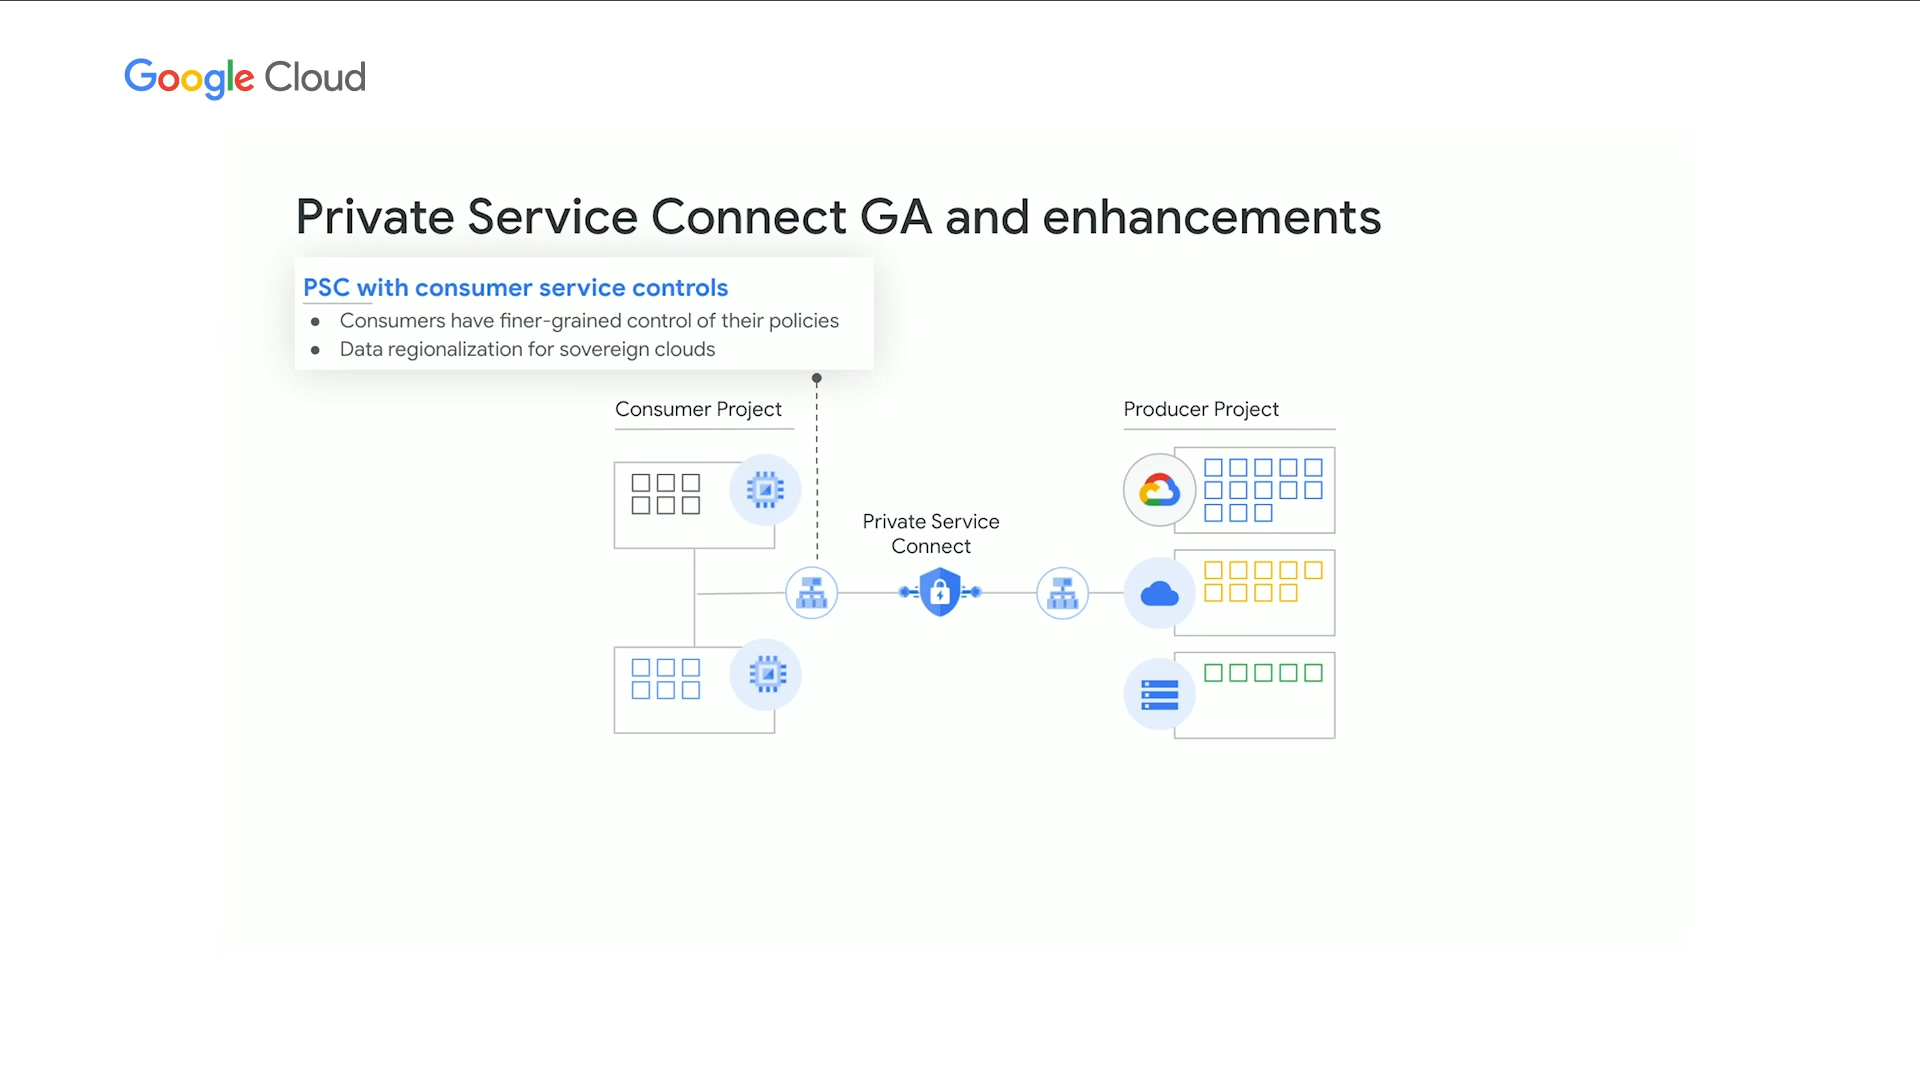 Google Cloud
Private Service Connect GA and enhancements
PSC with consumer service controls
● Consumers have finer-grained control of their policies
● Data regionalization for sovereign clouds
Consumer Project
Producer Project
Private Service
Connect